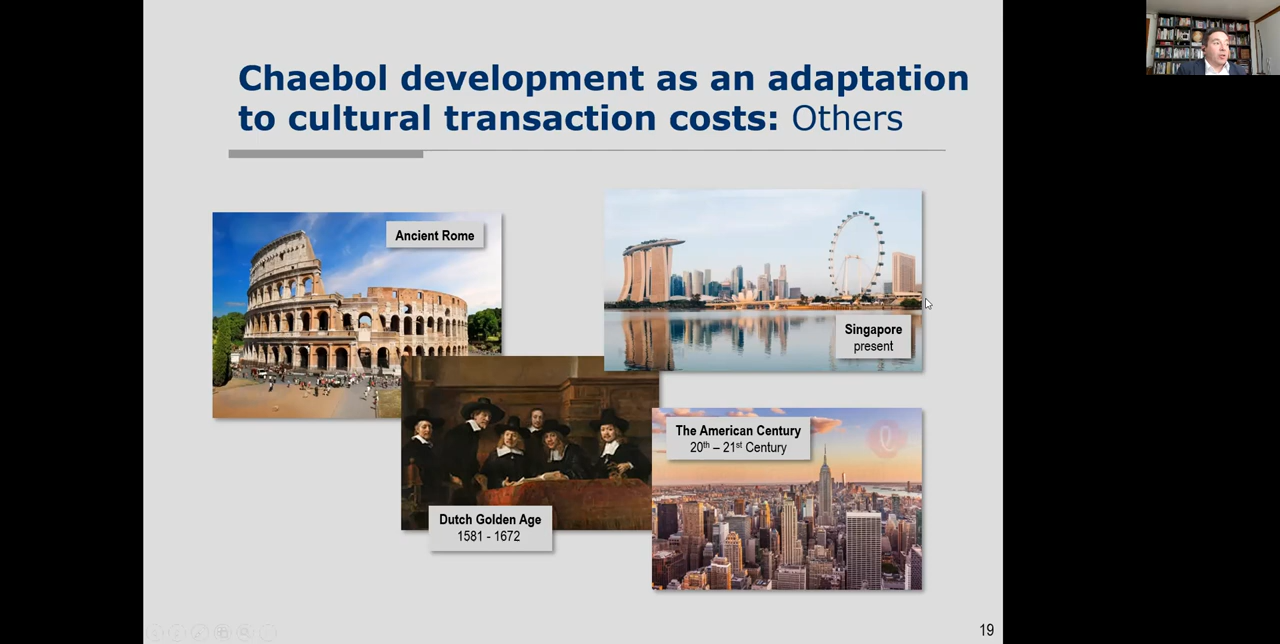 Chaebol development as an adaptation
to cultural transaction costs: Others
Ancient Rome
Singapore
present
The American Century
20th – 21st Century
Dutch Golden Age
1581 - 1672
19